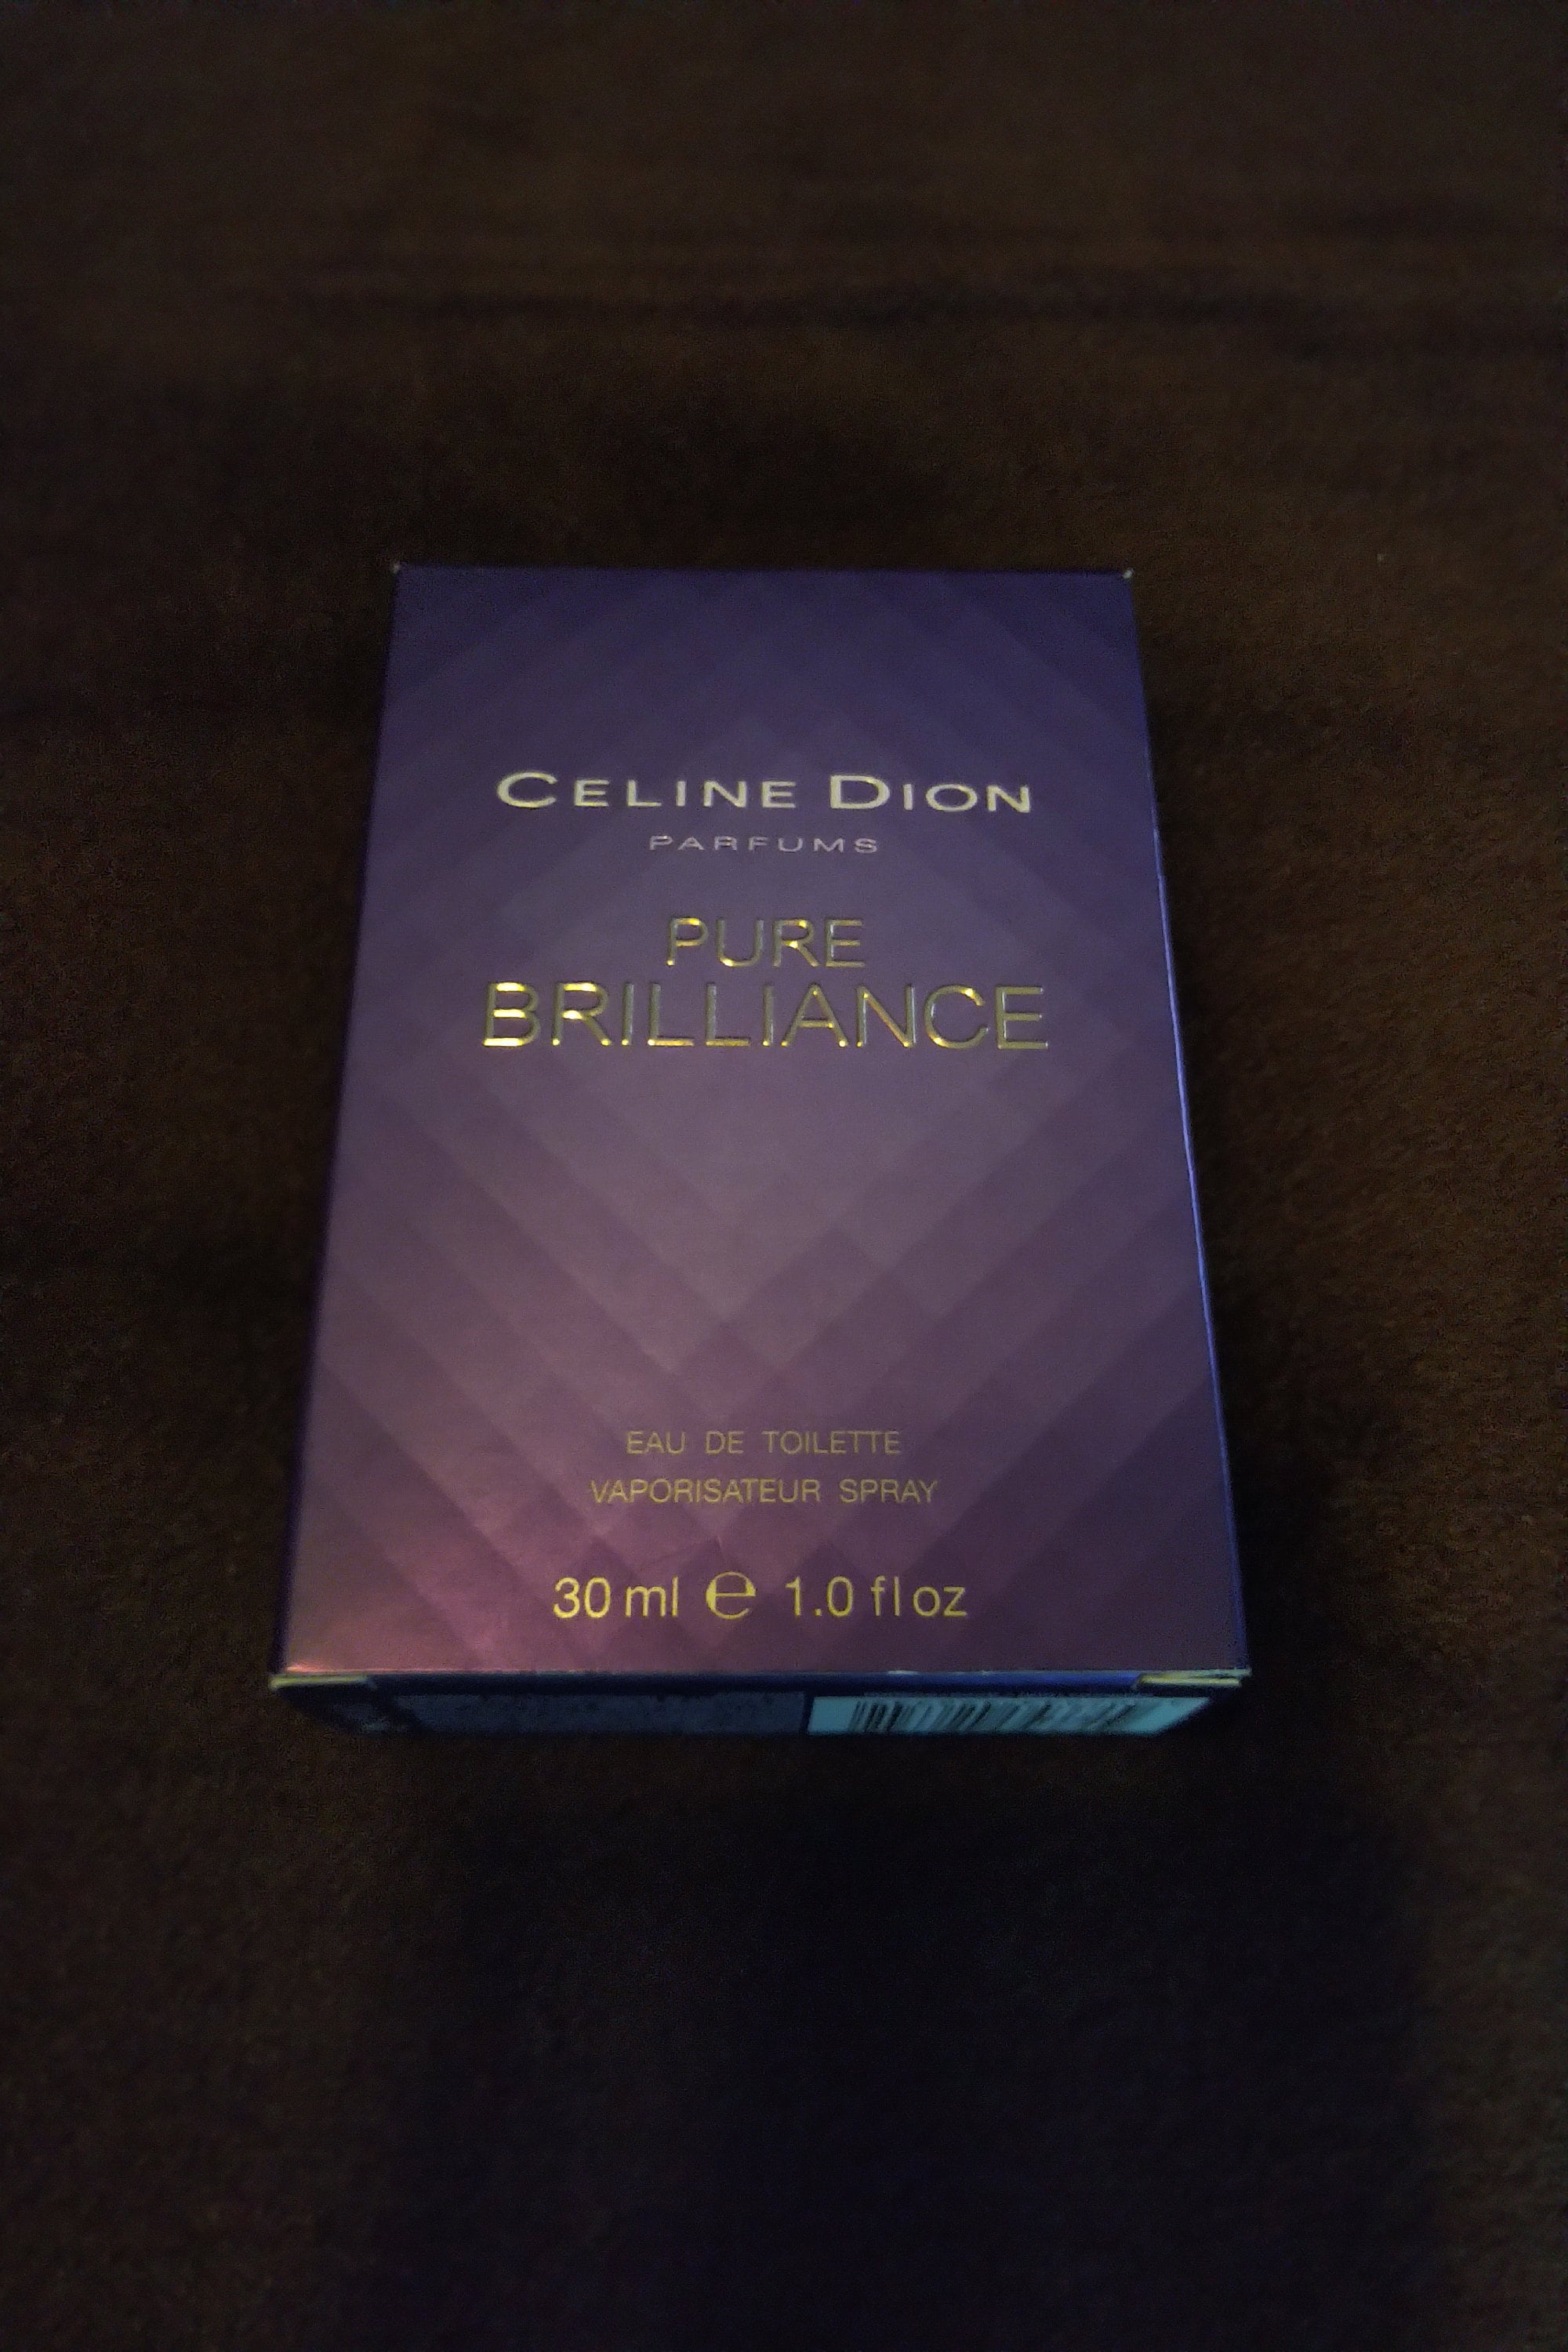 CELINE DION
PARFUMS
PURE
BRILLIANCE
EAU DE TOILETTE
VAPORISATEUR SPRAY
30 ml ℮ 1.0 fl oz